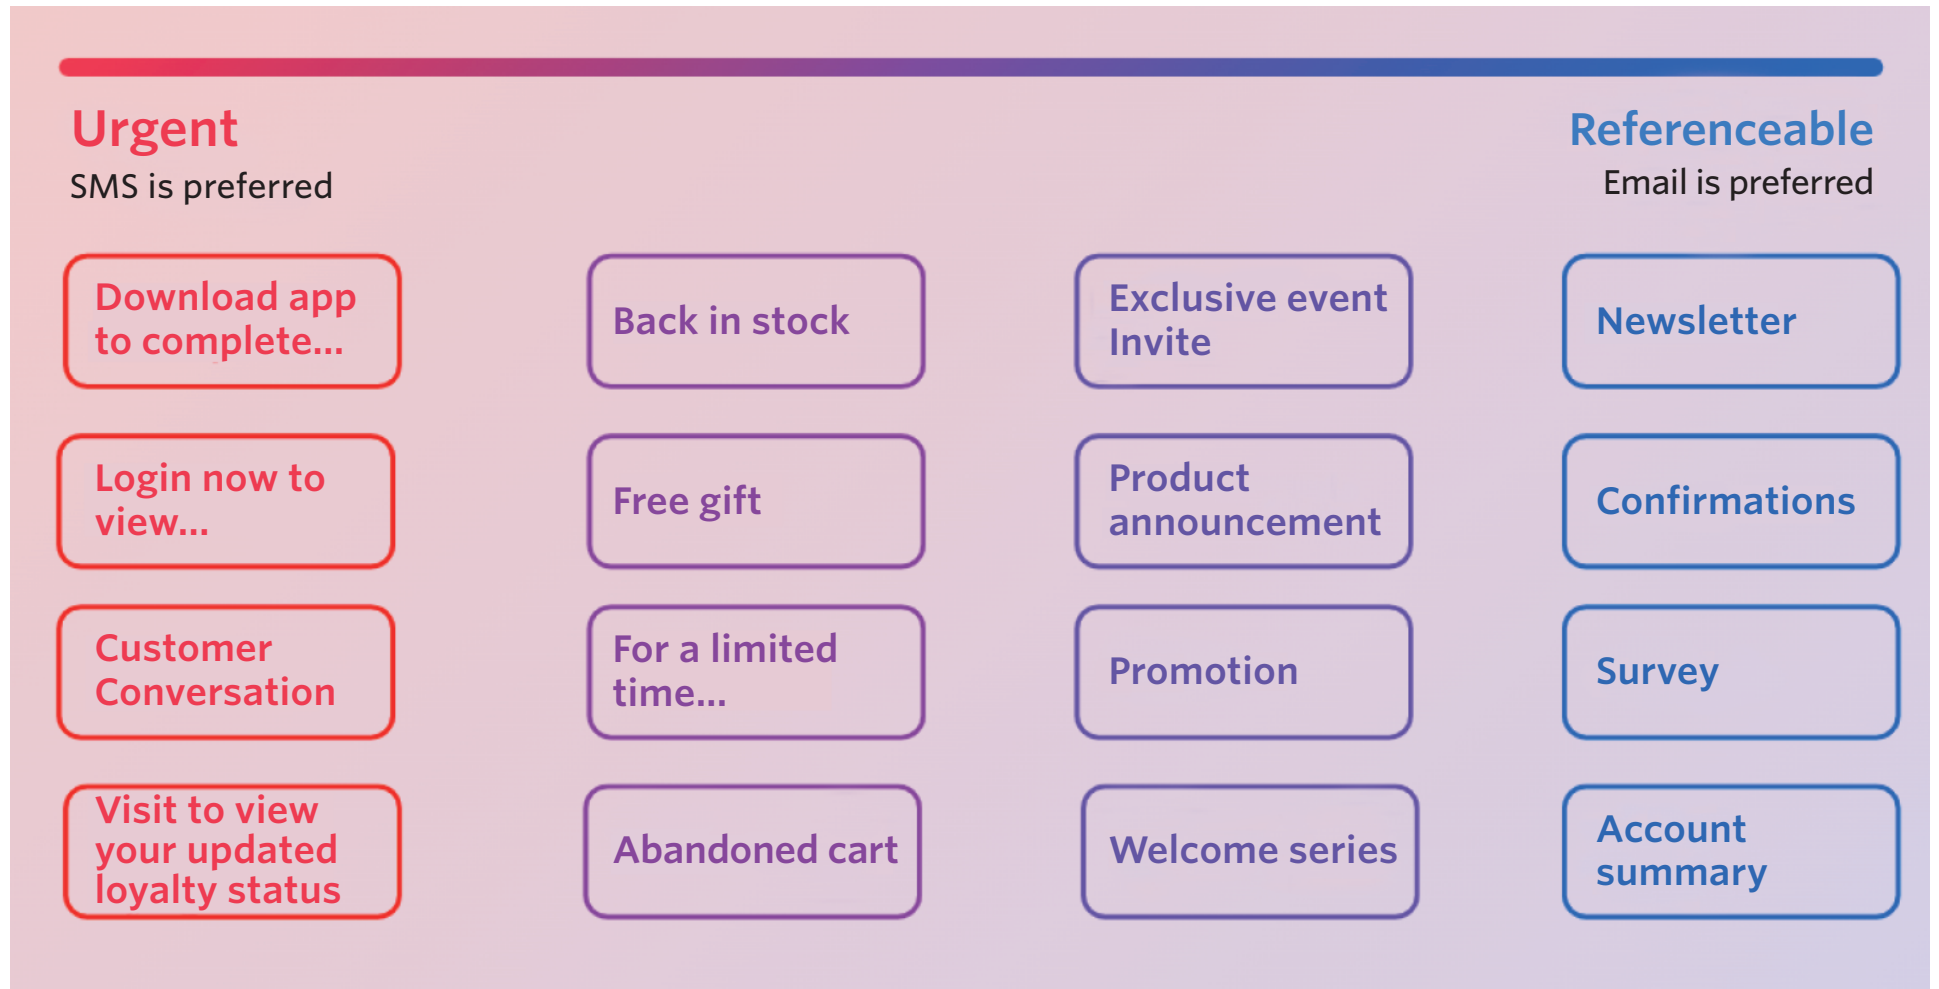 Urgent
SMS is preferred
Referenceable
Email is preferred
Download app
to complete...
Back in stock
Exclusive event
Invite
Newsletter
Login now to
view...
Free gift
Product
announcement
Confirmations
Customer
Conversation
For a limited
time...
Promotion
Survey
Visit to view
your updated
loyalty status
Abandoned cart
Welcome series
Account
summary